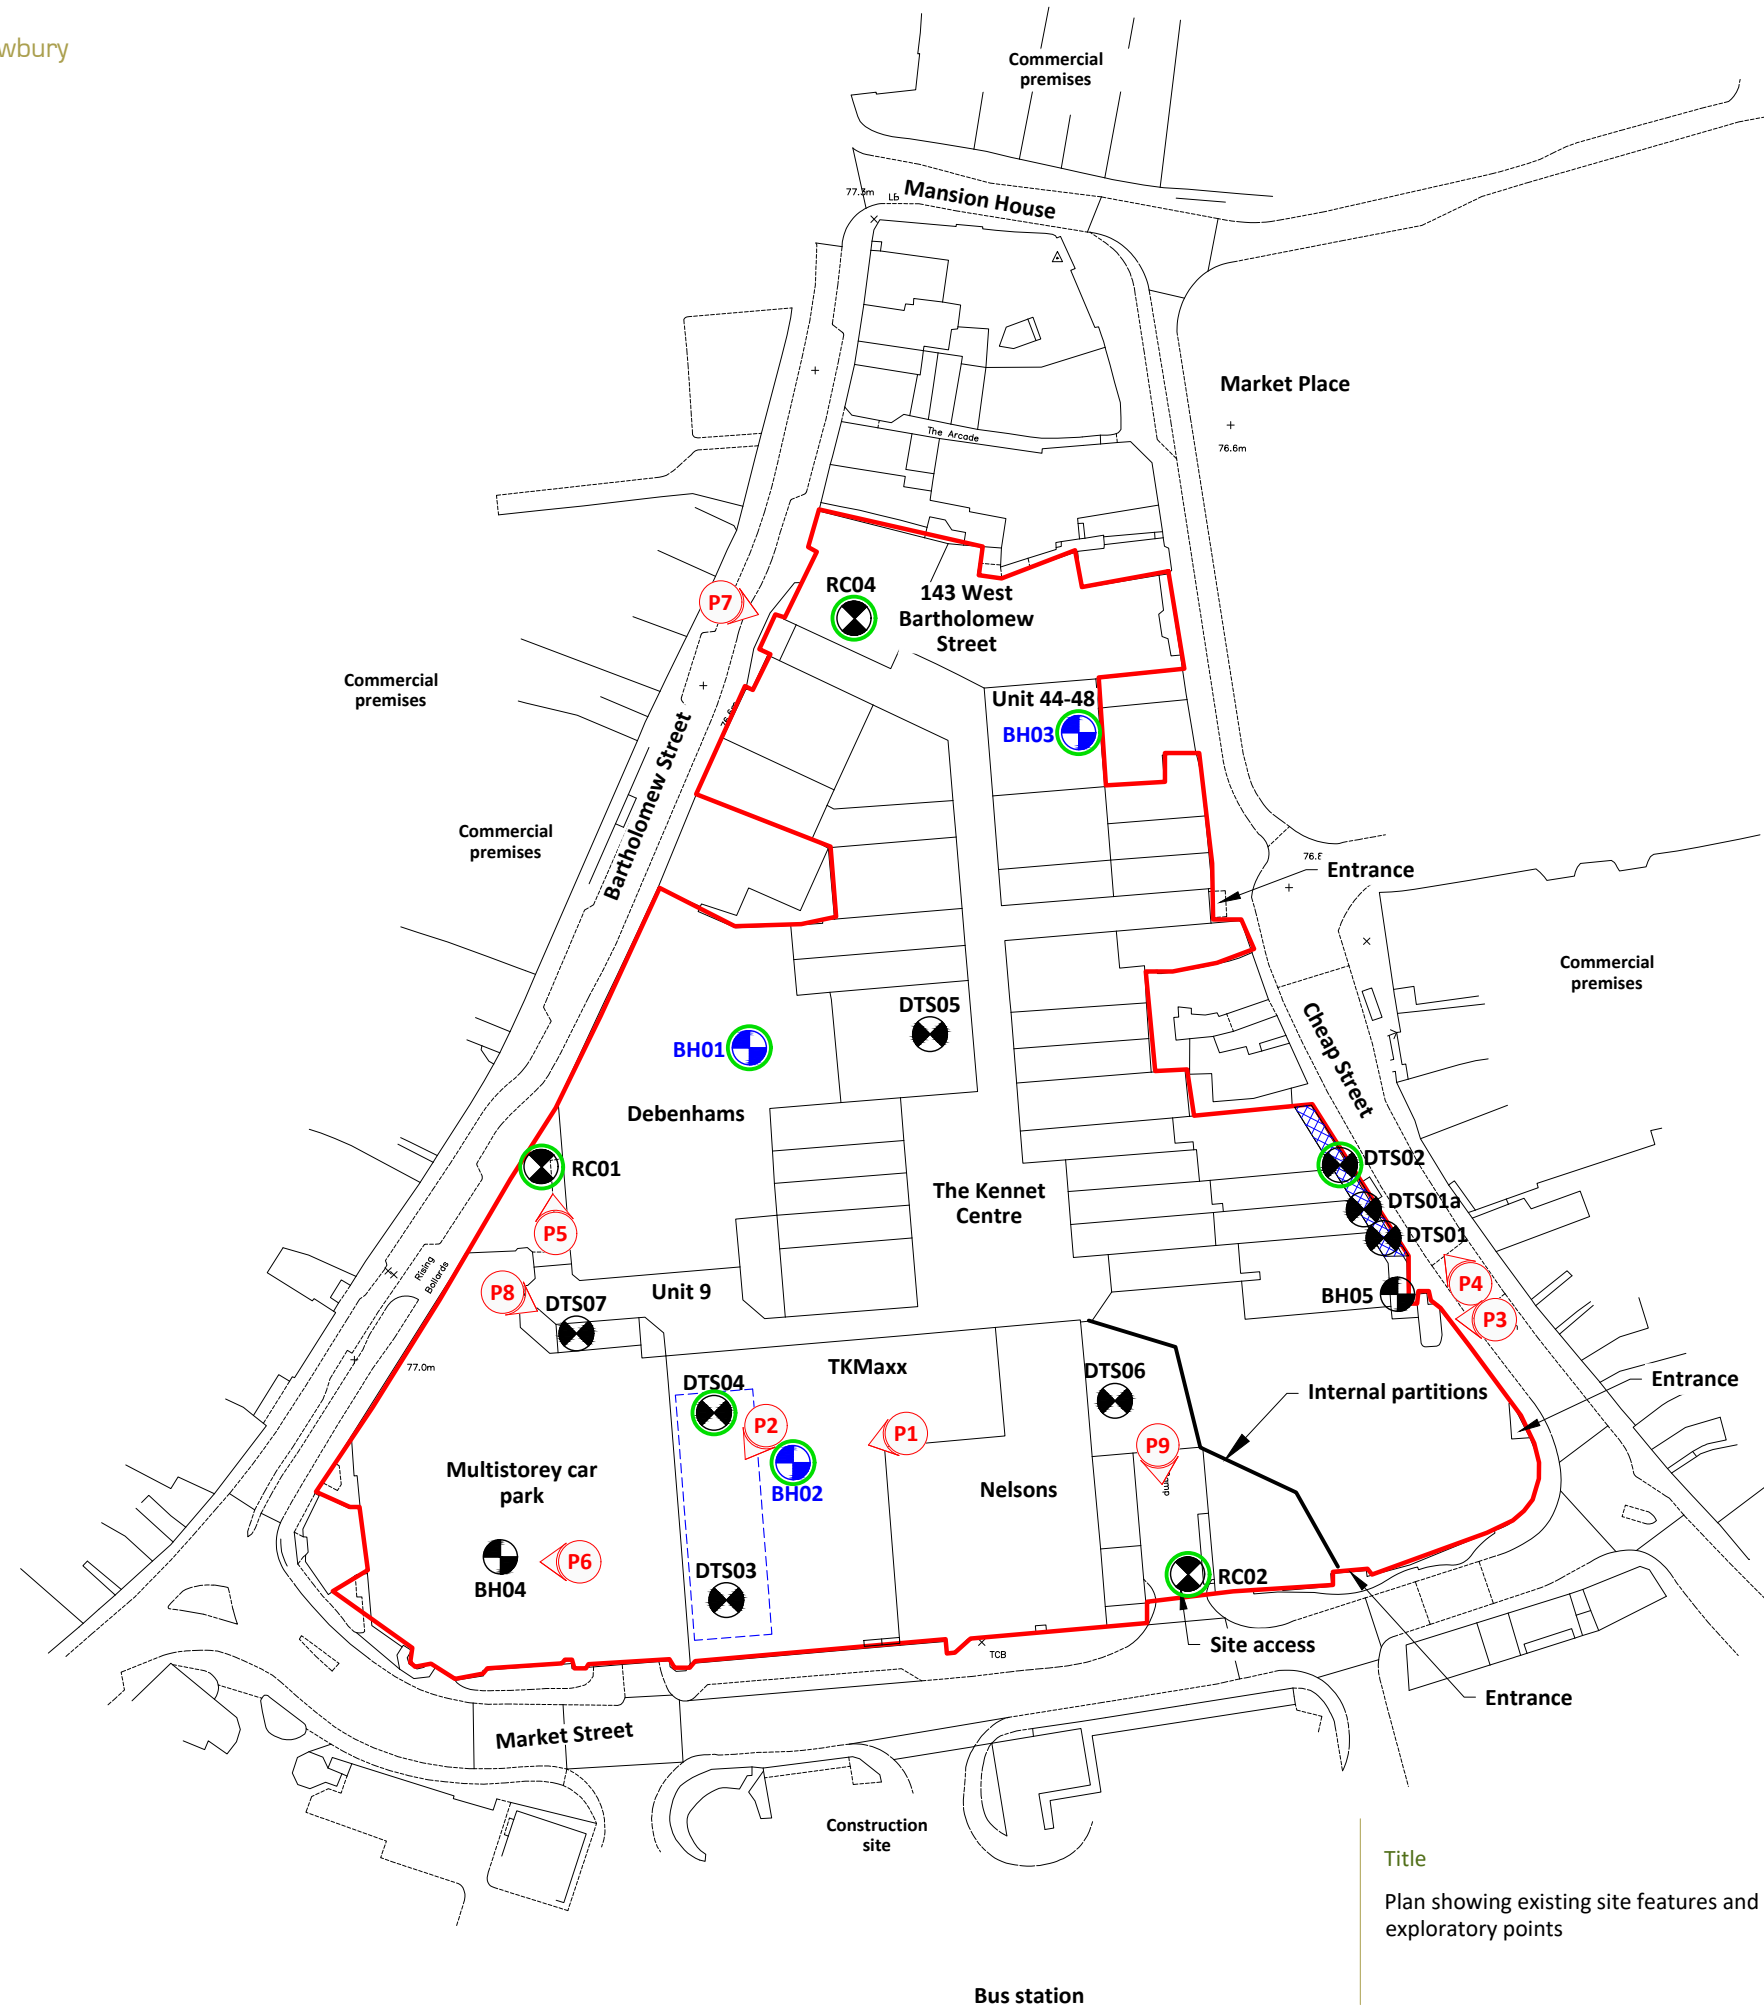 wbury
Commercial
premises
77.3m
Mansion House
Market Place
76.6m
The Arcade
RC04
143 West
Bartholomew
Street
P7
Commercial
premises
76.6m
Unit 44-48
BH03
Bartholomew Street
Commercial
premises
76.8
Entrance
Commercial
premises
DTS05
BH01
Cheap Street
Debenhams
RC01
DTS02
The Kennet
Centre
DTS01a
DTS01
P5
Rising
Bollards
P8
Unit 9
DTS07
P4
BH05
P3
77.0m
TKMaxx
DTS04
DTS06
Internal partitions
Entrance
P2
P1
P9
Multistorey car
park
BH02
Nelsons
BH04
P6
DTS03
RC02
TCB
Site access
Entrance
Market Street
Construction
site
Title
Plan showing existing site features and
exploratory points
Bus station